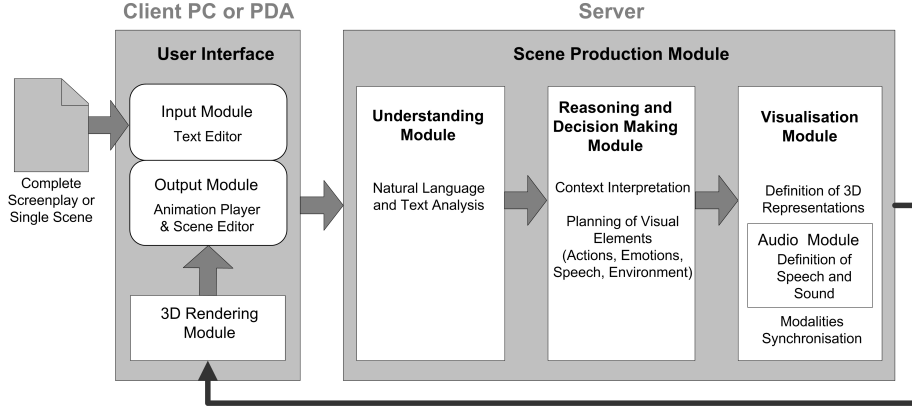 Client PC or PDA
Server
User Interface
Scene Production Module
Input Module
Text Editor
Output Module
Animation Player
& Scene Editor
3D Rendering
Module
Complete
Screenplay or
Single Scene
Understanding
Module
Natural Language
and Text Analysis
Reasoning and
Decision Making
Module
Context Interpretation
Planning of Visual
Elements
(Actions, Emotions,
Speech, Environment)
Visualisation
Module
Definition of 3D
Representations
Audio Module
Definition of
Speech and
Sound
Modalities
Synchronisation